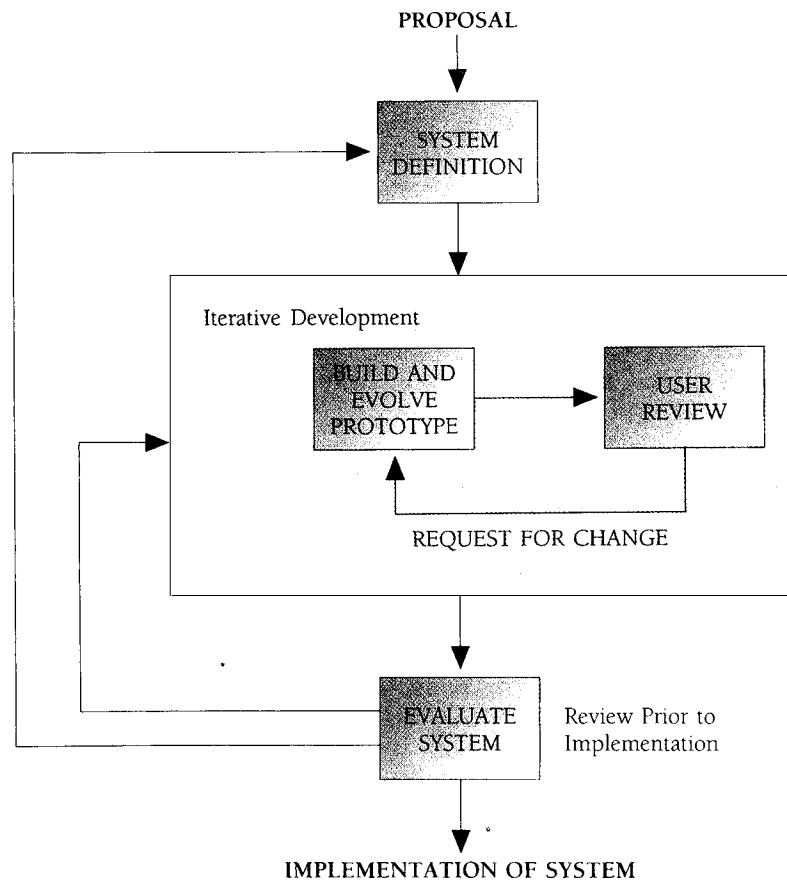 PROPOSAL
SYSTEM
DEFINITION
Iterative Development
BUILD AND
EVOLVE
PROTOTYPE
USER
REVIEW
REQUEST FOR CHANGE
EVALUATE
SYSTEM
Review Prior to
Implementation
IMPLEMENTATION OF SYSTEM